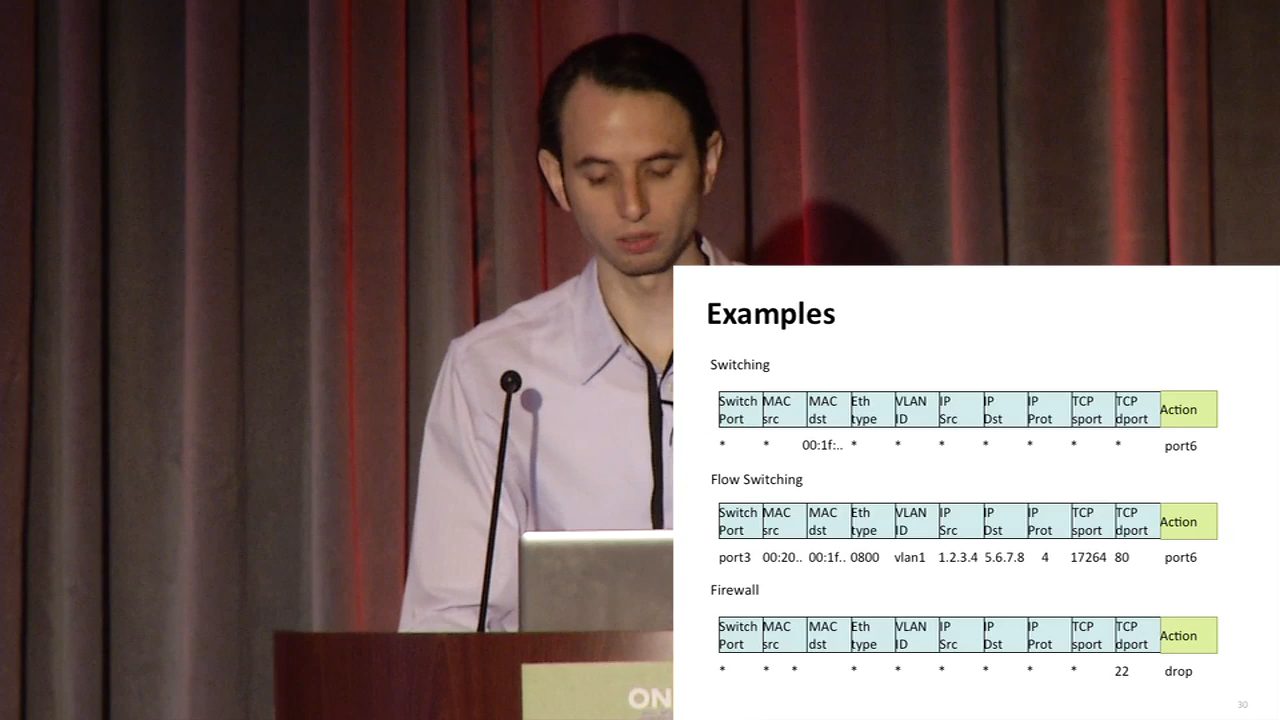 Examples
Switching
Switch Port MAC src MAC dst Eth type VLAN ID IP Src IP Dst IP Prot TCP sport TCP dport Action
* * 00:1f:.. * * * * * * * port6
Flow Switching
Switch Port MAC src MAC dst Eth type VLAN ID IP Src IP Dst IP Prot TCP sport TCP dport Action
port3 00:20.. 00:1f.. 0800 vlan1 1.2.3.4 5.6.7.8 4 17264 80 port6
Firewall
Switch Port MAC src MAC dst Eth type VLAN ID IP Src IP Dst IP Prot TCP sport TCP dport Action
* * * * * * * * * 22 drop
ON
30